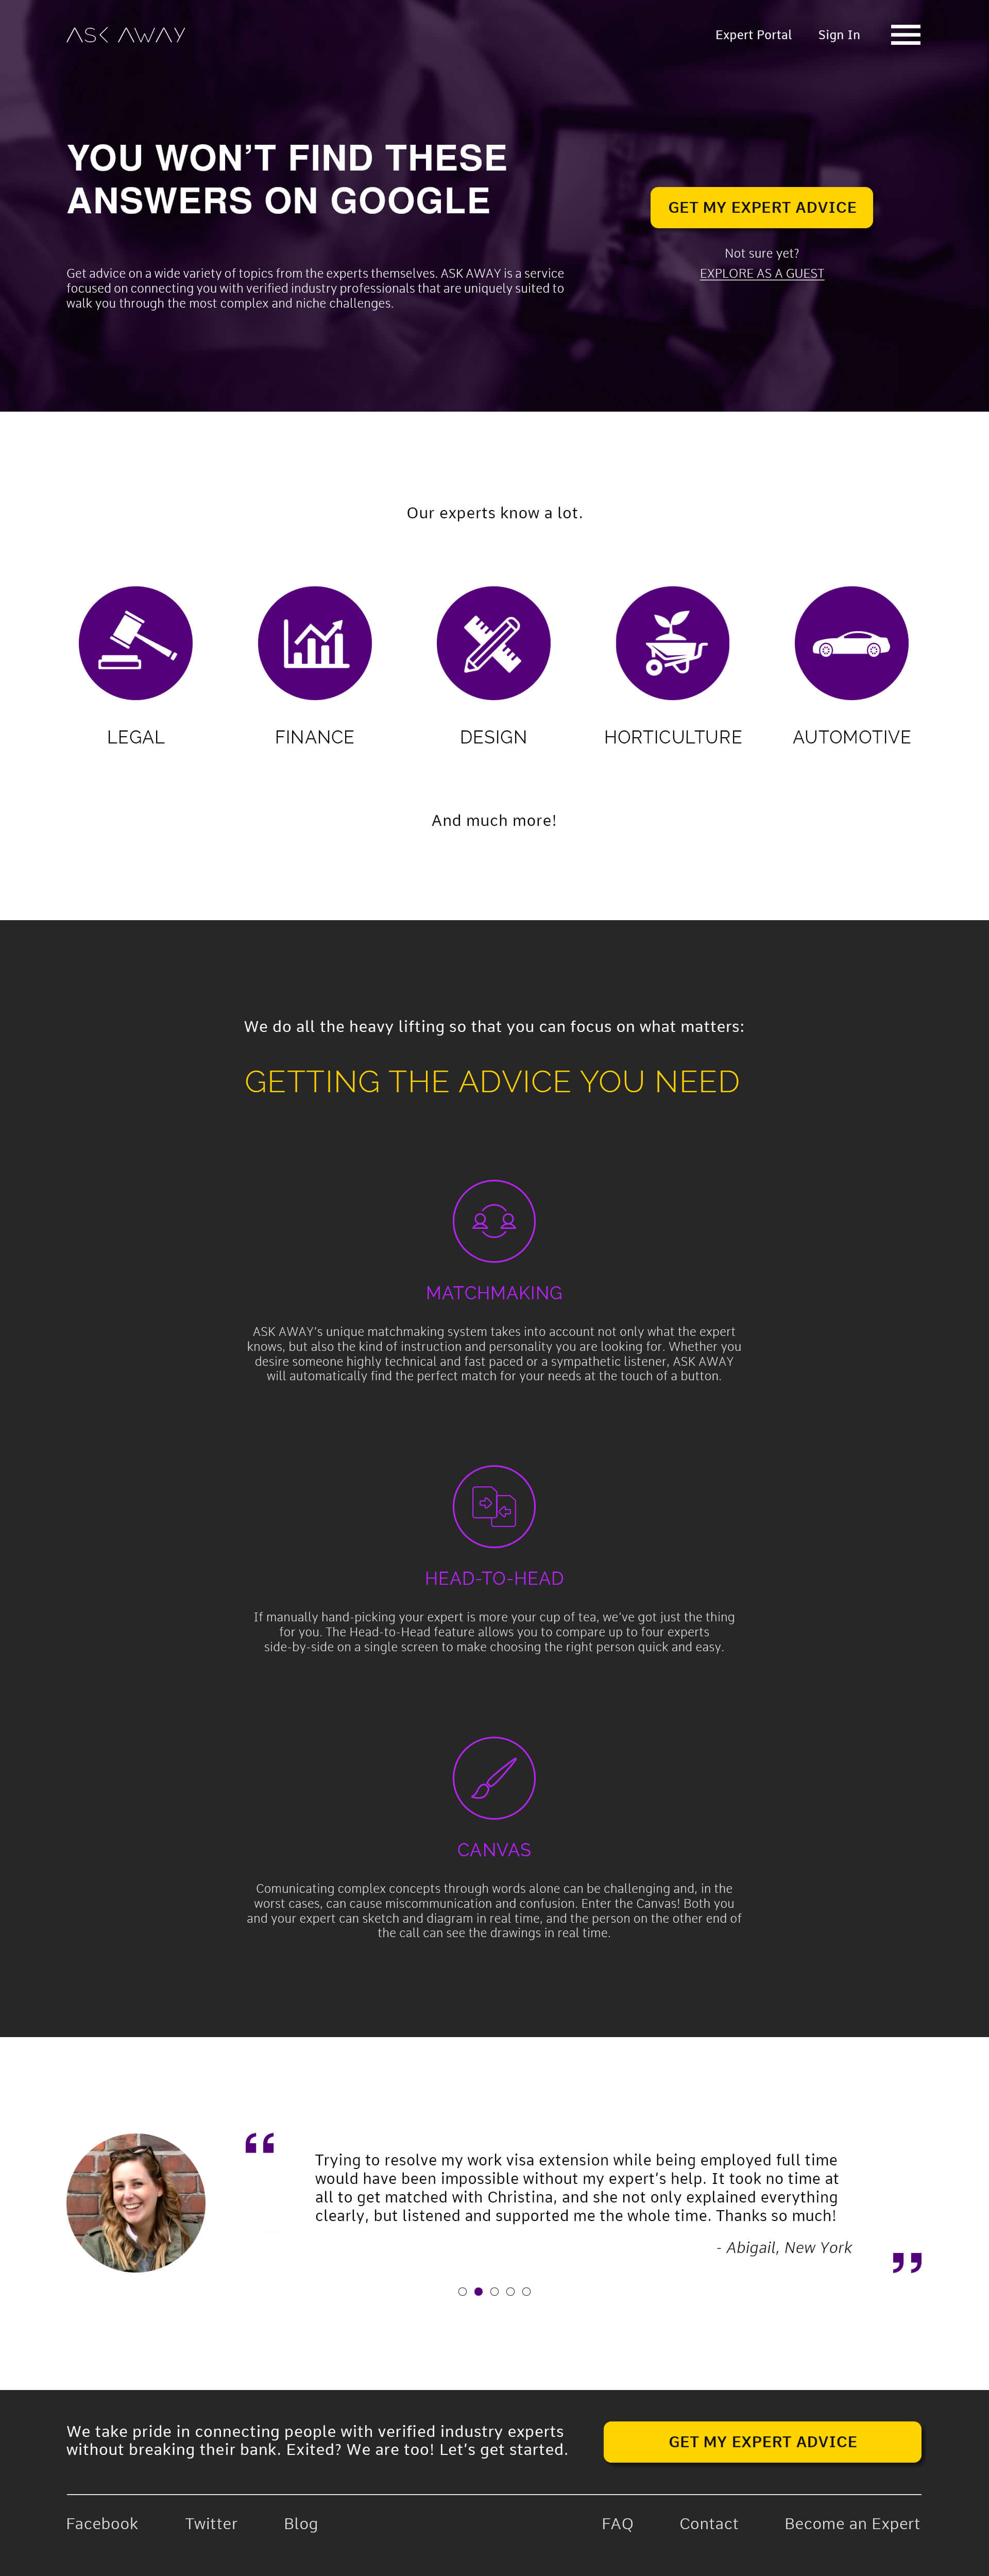 ASK AWAY
Expert Portal
Sign In
YOU WON’T FIND THESE
ANSWERS ON GOOGLE
Get advice on a wide variety of topics from the experts themselves. ASK AWAY is a service
focused on connecting you with verified industry professionals that are uniquely suited to
walk you through the most complex and niche challenges.
GET MY EXPERT ADVICE
Not sure yet?
EXPLORE AS A GUEST
Our experts know a lot.
LEGAL
FINANCE
DESIGN
HORTICULTURE
AUTOMOTIVE
And much more!
We do all the heavy lifting so that you can focus on what matters:
GETTING THE ADVICE YOU NEED
MATCHMAKING
ASK AWAY’s unique matchmaking system takes into account not only what the expert
knows, but also the kind of instruction and personality you are looking for. Whether you
desire someone highly technical and fast paced or a sympathetic listener, ASK AWAY
will automatically find the perfect match for your needs at the touch of a button.
HEAD-TO-HEAD
If manually hand-picking your expert is more your cup of tea, we’ve got just the thing
for you. The Head-to-Head feature allows you to compare up to four experts
side-by-side on a single screen to make choosing the right person quick and easy.
CANVAS
Comunicating complex concepts through words alone can be challenging and, in the
worst cases, can cause miscommunication and confusion. Enter the Canvas! Both you
and your expert can sketch and diagram in real time, and the person on the other end of
the call can see the drawings in real time.
“
Trying to resolve my work visa extension while being employed full time
would have been impossible without my expert’s help. It took no time at
all to get matched with Christina, and she not only explained everything
clearly, but listened and supported me the whole time. Thanks so much!
- Abigail, New York
”
We take pride in connecting people with verified industry experts
without breaking their bank. Exited? We are too! Let’s get started.
GET MY EXPERT ADVICE
Facebook
Twitter
Blog
FAQ
Contact
Become an Expert